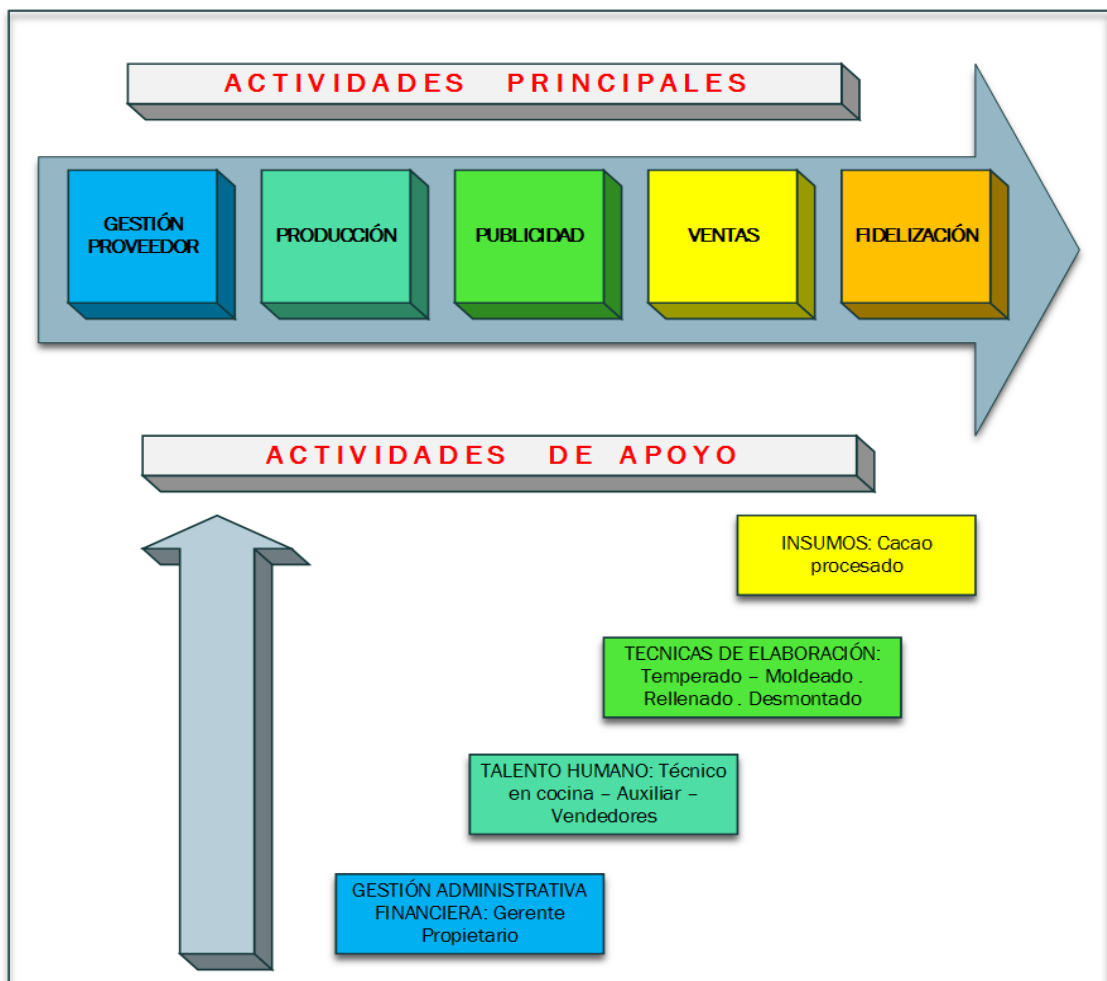 ACTIVIDADES PRINCIPALES
GESTIÓN
PROVEEDOR
PRODUCCIÓN
PUBLICIDAD
VENTAS
FIDELIZACIÓN
ACTIVIDADES DE APOYO
INSUMOS: Cacao
procesado
TECNICAS DE ELABORACIÓN:
Temperado – Moldeado .
Rellenado . Desmontado
TALENTO HUMANO: Técnico
en cocina – Auxiliar –
Vendedores
GESTIÓN ADMINISTRATIVA
FINANCIERA: Gerente
Propietario